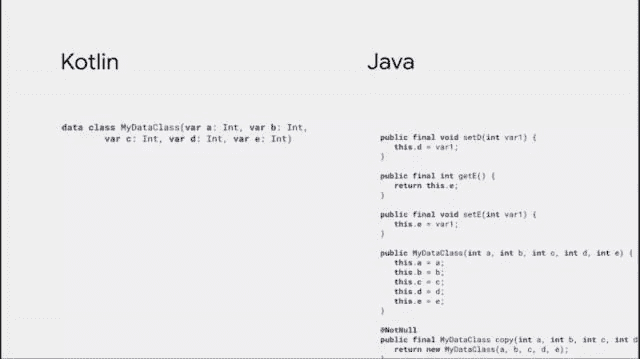 Kotlin
data class MyDataClass(var a: Int, var b: Int,
var c: Int, var d: Int, var e: Int)
Java
public final void setD(int var1) {
this.d = var1;
}
public final int getE() {
return this.e;
}
public final void setE(int var1) {
this.e = var1;
}
public MyDataClass(int a, int b, int c, int d, int e) {
this.a = a;
this.b = b;
this.c = c;
this.d = d;
this.e = e;
}
@NotNull
public final MyDataClass copy(int a, int b, int c, int d
return new MyDataClass(a, b, c, d, e);